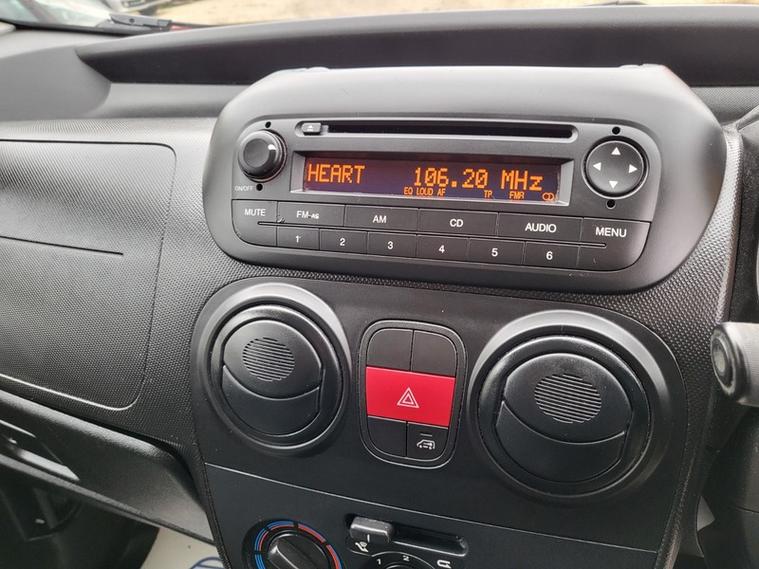 HEART 106.20 MHz
EQ LOUD AF TP FMR CD
ON/OFF
MUTE FM-AS AM CD AUDIO MENU
1 2 3 4 5 6